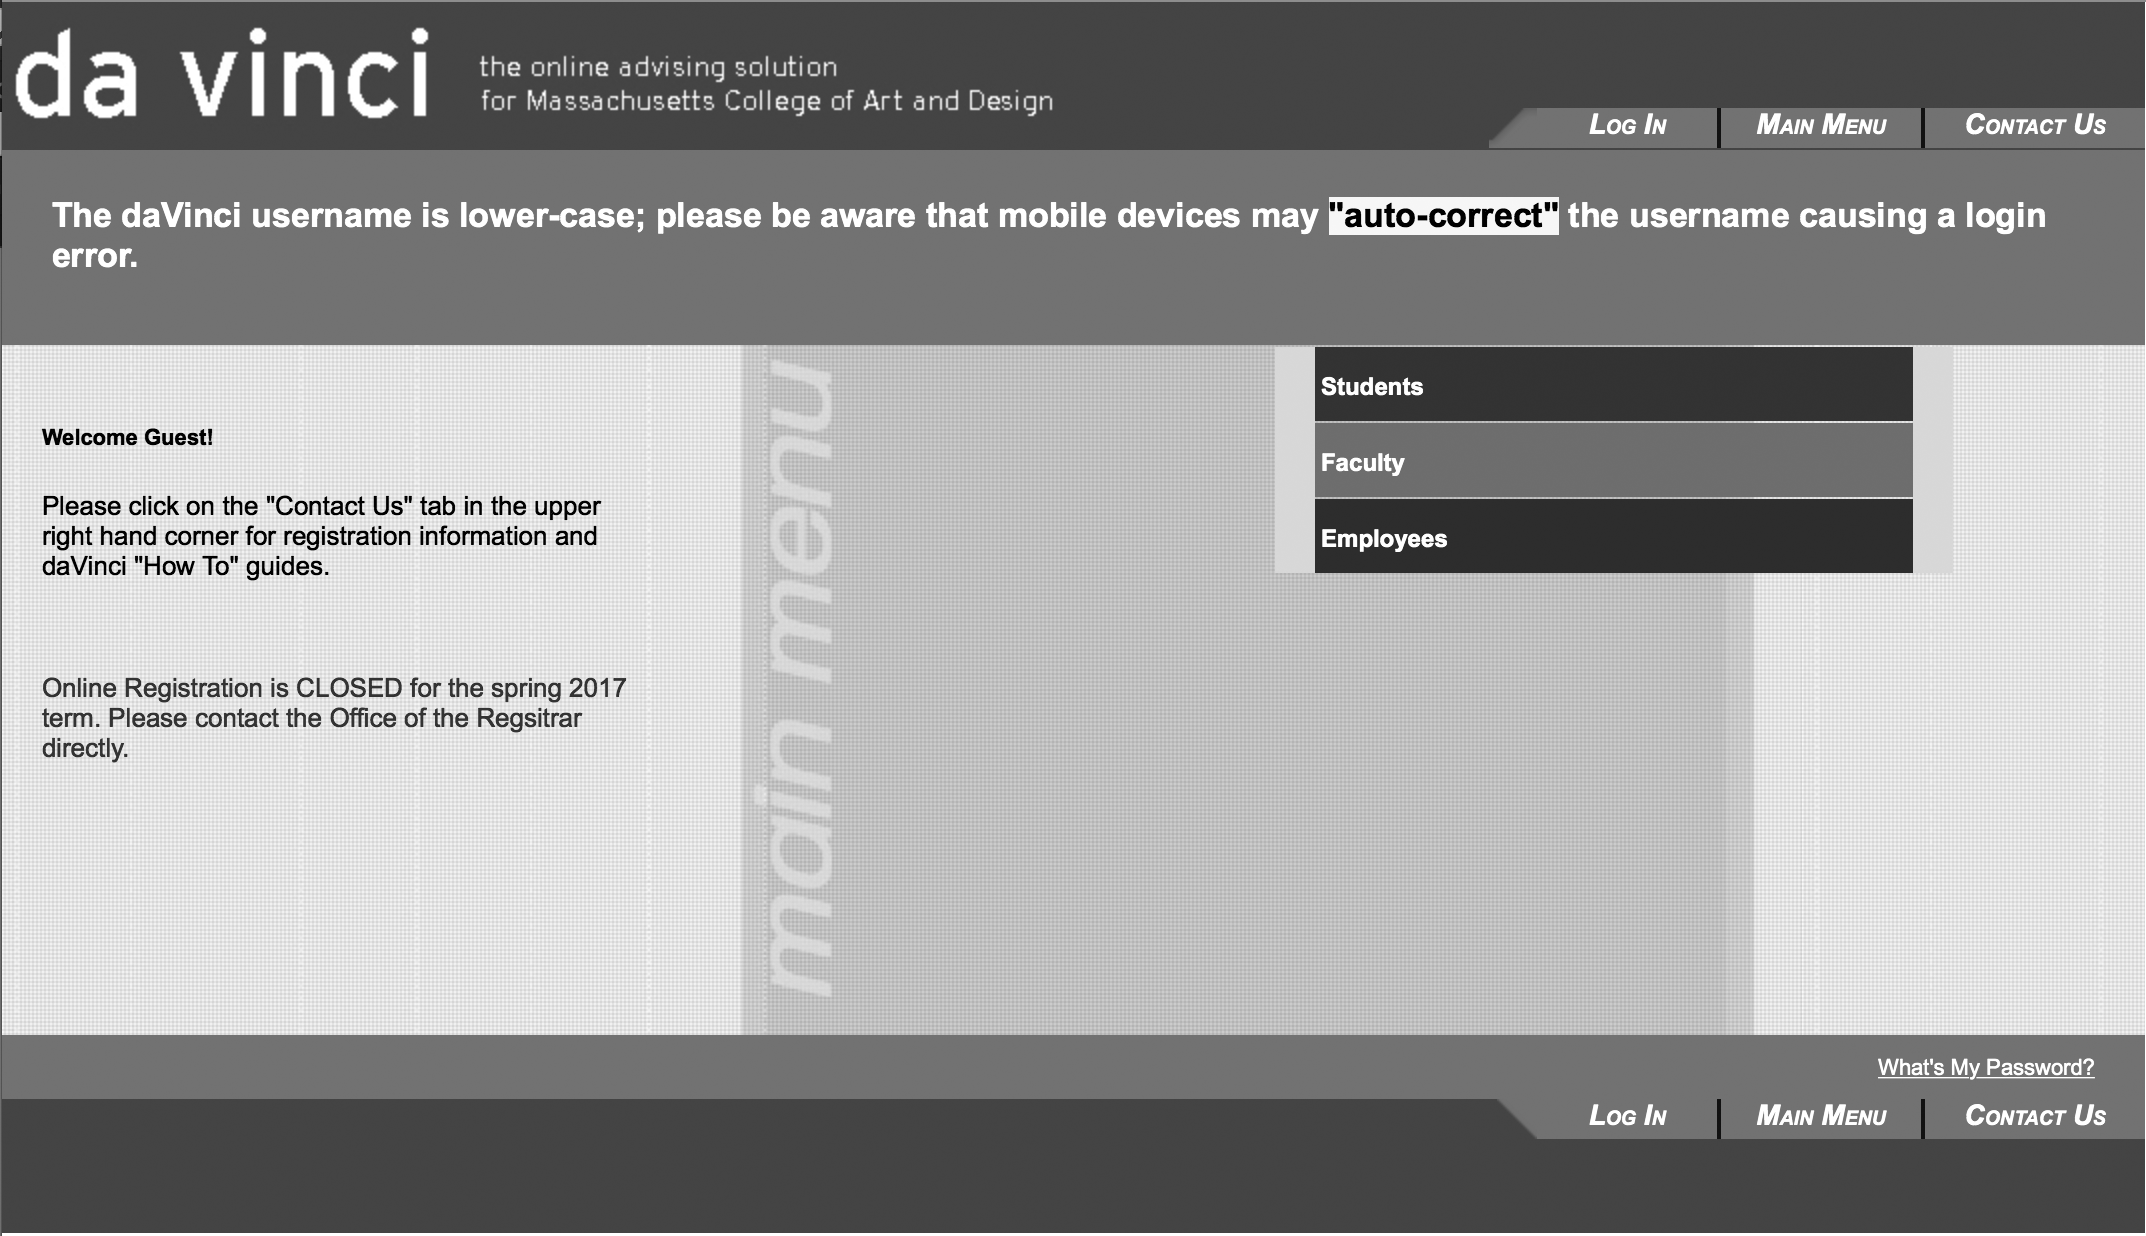 da vinci
the online advising solution
for Massachusetts College of Art and Design
Log In
Main Menu
Contact Us
The daVinci username is lower-case; please be aware that mobile devices may "auto-correct" the username causing a login
error.
Students
Faculty
Employees
Welcome Guest!
Please click on the "Contact Us" tab in the upper
right hand corner for registration information and
daVinci "How To" guides.
Online Registration is CLOSED for the spring 2017
term. Please contact the Office of the Regsitrar
directly.
main menu
What's My Password?
Log In
Main Menu
Contact Us